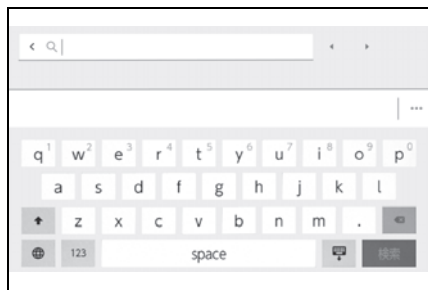 q1 w2 e3 r4 t5 y6 u7 i8 o9 p0
a s d f g h j k l
z x c v b n m .
123 space 検索